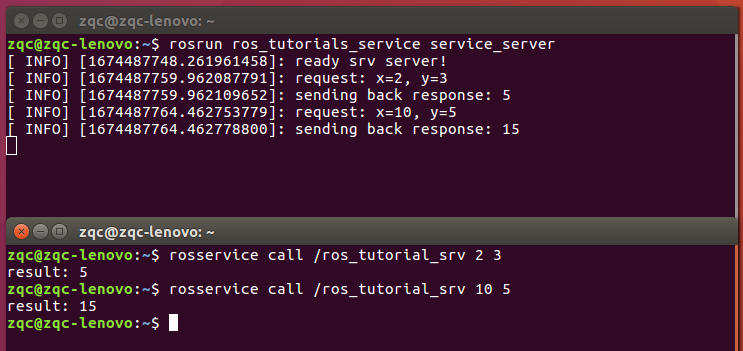 zqc@zqc-lenovo: ~
zqc@zqc-lenovo:~$ rosrun ros_tutorials_service service_server
[ INFO] [1674487748.261961458]: ready srv server!
[ INFO] [1674487759.962087791]: request: x=2, y=3
[ INFO] [1674487759.962109652]: sending back response: 5
[ INFO] [1674487764.462753779]: request: x=10, y=5
[ INFO] [1674487764.462778800]: sending back response: 15
zqc@zqc-lenovo: ~
zqc@zqc-lenovo:~$ rosservice call /ros_tutorial_srv 2 3
result: 5
zqc@zqc-lenovo:~$ rosservice call /ros_tutorial_srv 10 5
result: 15
zqc@zqc-lenovo:~$